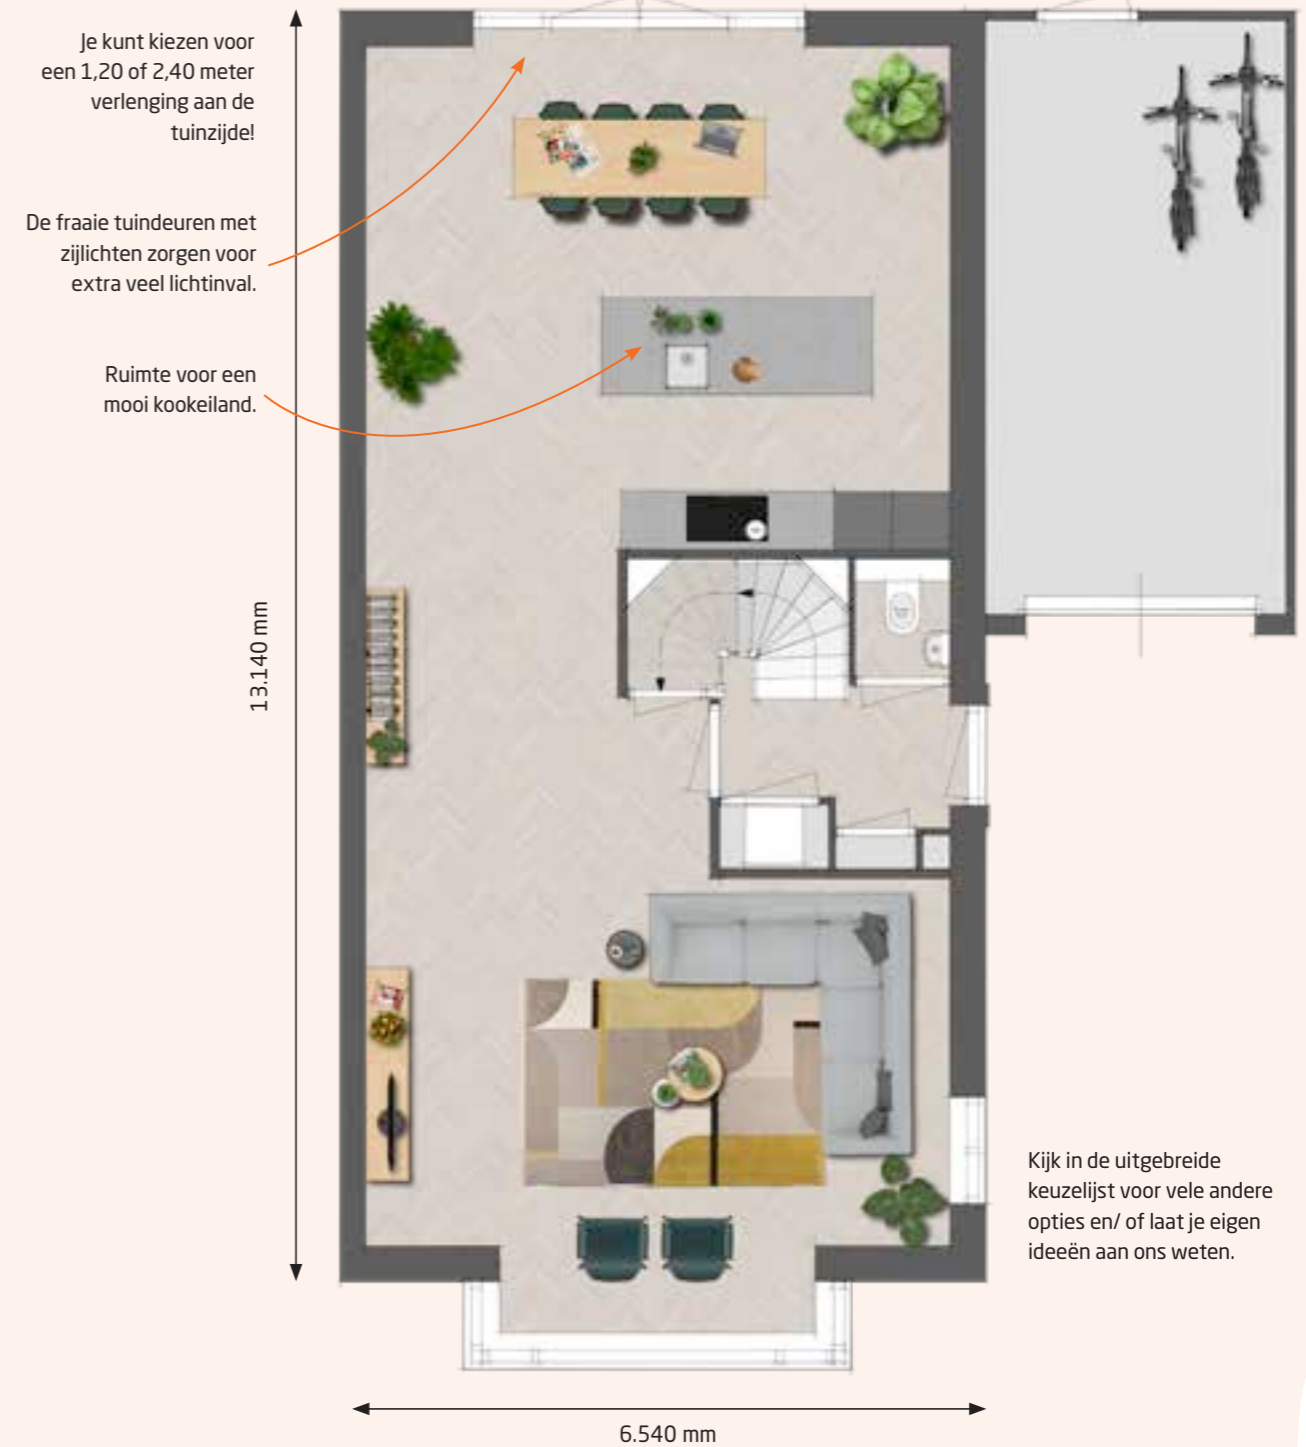 Je kunt kiezen voor
een 1,20 of 2,40 meter
verlenging aan de
tuinzijde!
De fraaie tuindeuren met
zijlichten zorgen voor
extra veel lichtinval.
Ruimte voor een
mooi kookeiland.
13.140 mm
Kijk in de uitgebreide
keuzelijst voor vele andere
opties en/ of laat je eigen
ideeën aan ons weten.
6.540 mm